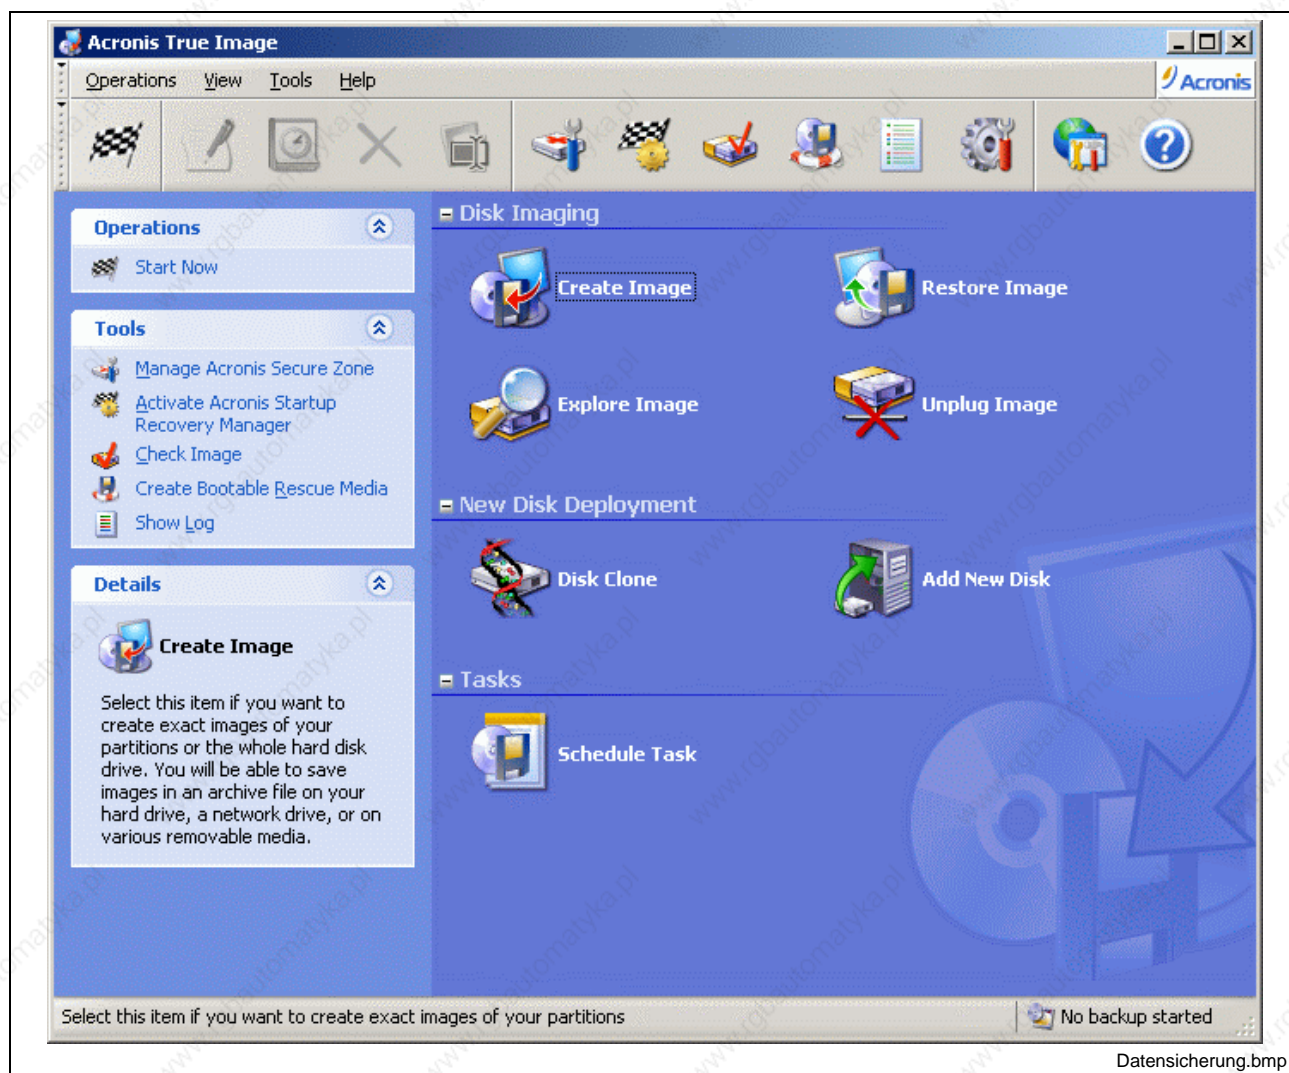 Acronis True Image
Operations View Tools Help
Acronis
Operations
Start Now
Tools
Manage Acronis Secure Zone
Activate Acronis Startup
Recovery Manager
Check Image
Create Bootable Rescue Media
Show Log
Details
Create Image
Select this item if you want to
create exact images of your
partitions or the whole hard disk
drive. You will be able to save
images in an archive file on your
hard drive, a network drive, or on
various removable media.
Disk Imaging
Create Image
Restore Image
Explore Image
Unplug Image
New Disk Deployment
Disk Clone
Add New Disk
Tasks
Schedule Task
Select this item if you want to create exact images of your partitions
No backup started
Datensicherung.bmp
www.rgbautomatyka.pl